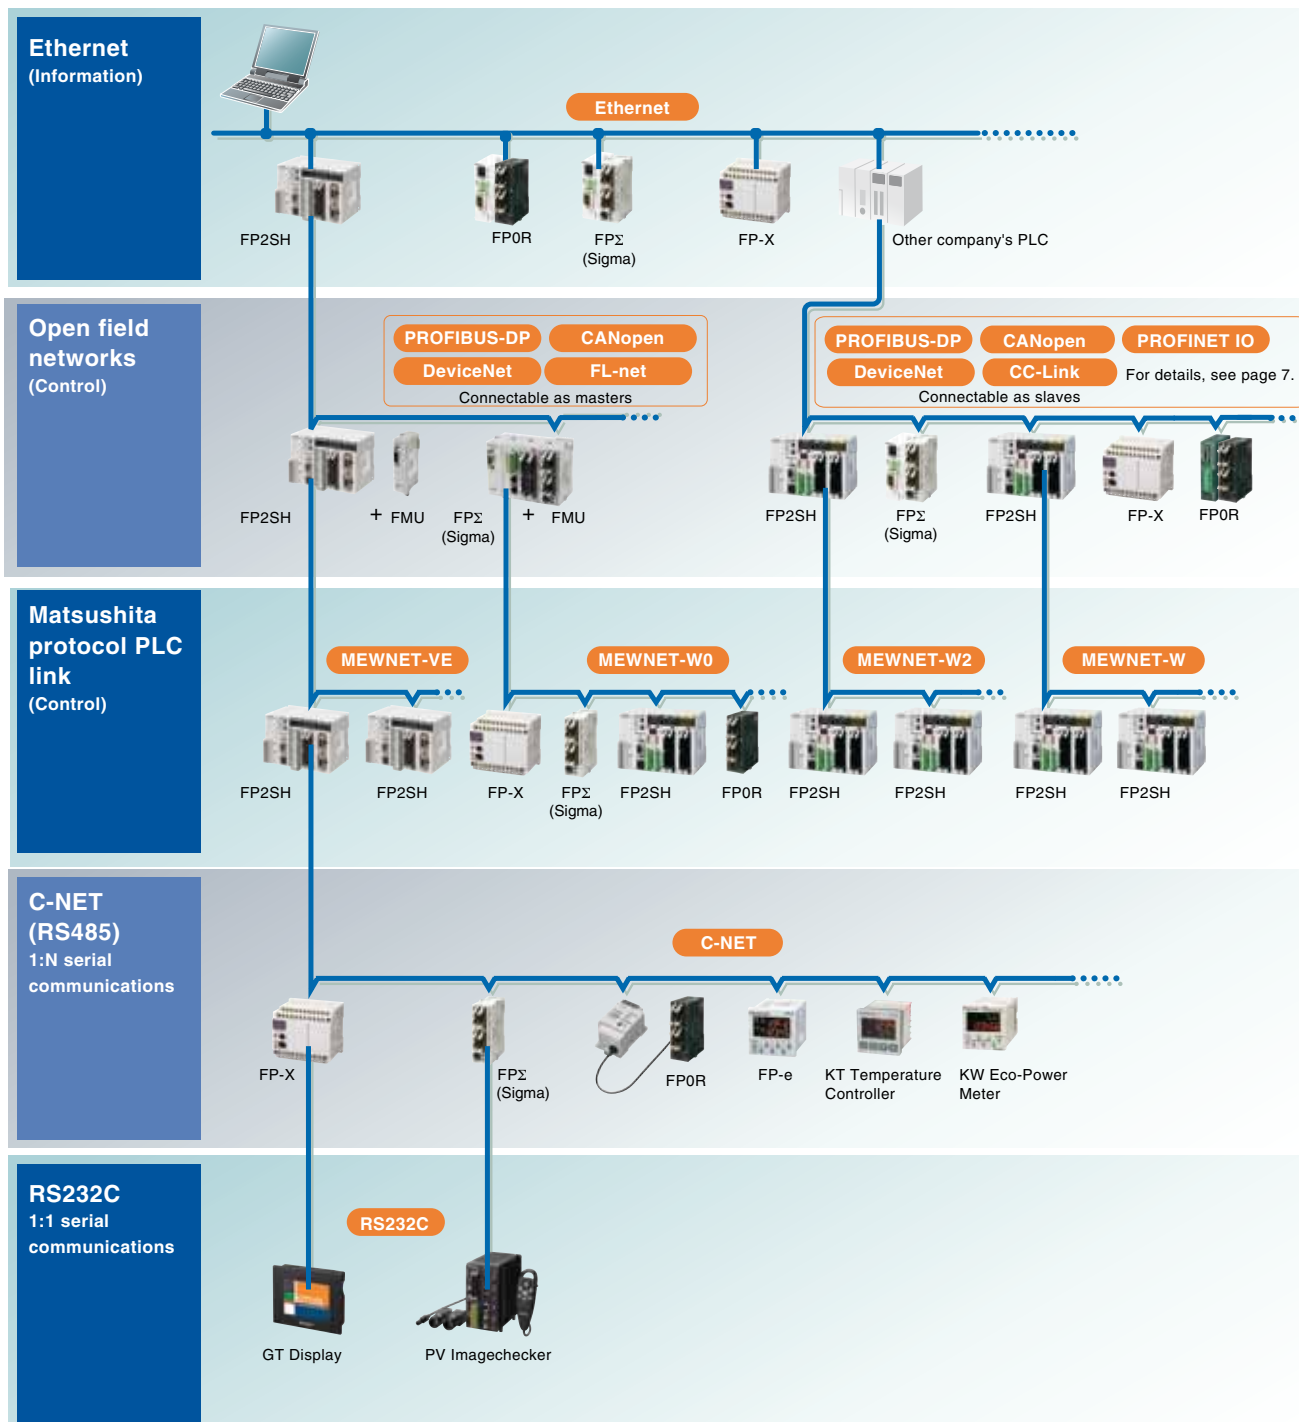 Ethernet
(Information)
Ethernet
FP2SH
FP0R
FPΣ
(Sigma)
FP-X
Other company's PLC
Open field
networks
(Control)
PROFIBUS-DP CANopen
DeviceNet FL-net
Connectable as masters
PROFIBUS-DP CANopen PROFINET IO
DeviceNet CC-Link For details, see page 7.
Connectable as slaves
FP2SH + FMU
FPΣ + FMU
(Sigma)
FP2SH
FPΣ
(Sigma)
FP2SH
FP-X
FP0R
Matsushita
protocol PLC
link
(Control)
MEWNET-VE
MEWNET-W0
MEWNET-W2
MEWNET-W
FP2SH
FP2SH
FP-X
FPΣ
(Sigma)
FP2SH
FP0R
FP2SH
FP2SH
FP2SH
FP2SH
C-NET
(RS485)
1:N serial
communications
C-NET
FP-X
FPΣ
(Sigma)
FP0R
FP-e
KT Temperature
Controller
KW Eco-Power
Meter
RS232C
1:1 serial
communications
RS232C
GT Display
PV Imagechecker